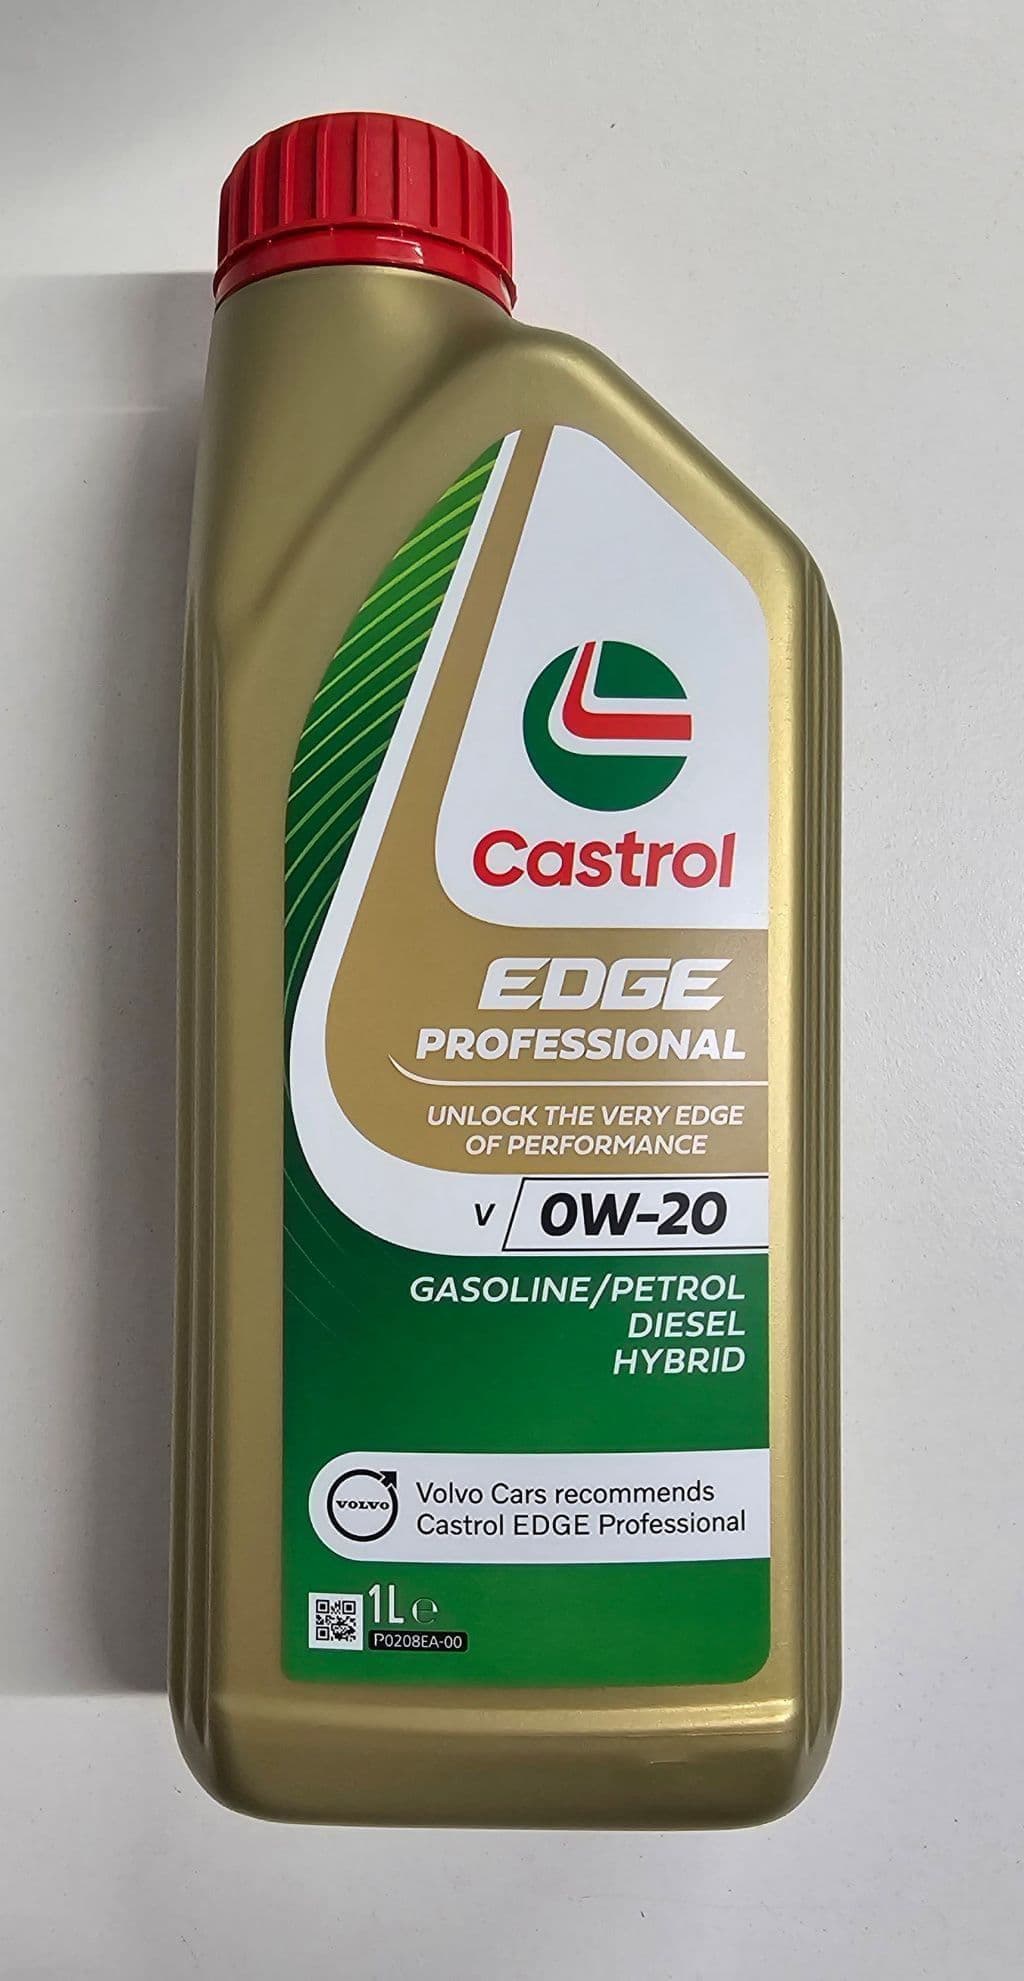 Castrol
EDGE
PROFESSIONAL
UNLOCK THE VERY EDGE
OF PERFORMANCE
V 0W-20
GASOLINE/PETROL
DIESEL
HYBRID
VOLVO
Volvo Cars recommends
Castrol EDGE Professional
1L ℮
P0208EA-00